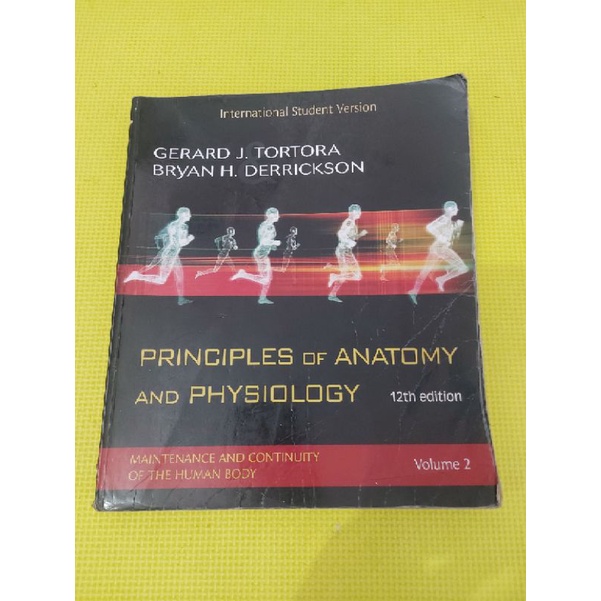 International Student Version
GERARD J. TORTORA
BRYAN H. DERRICKSON
PRINCIPLES OF ANATOMY
AND PHYSIOLOGY 12th edition
MAINTENANCE AND CONTINUITY
OF THE HUMAN BODY
Volume 2